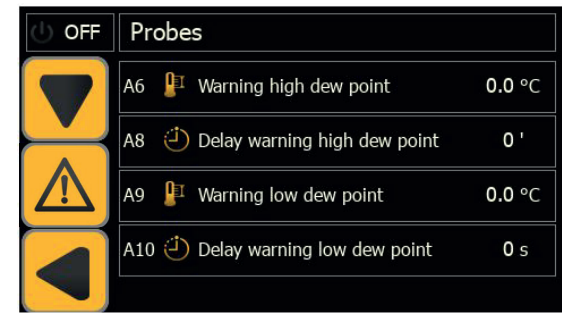 OFF Probes
A6 Warning high dew point 0.0 °C
A8 Delay warning high dew point 0 '
A9 Warning low dew point 0.0 °C
A10 Delay warning low dew point 0 s